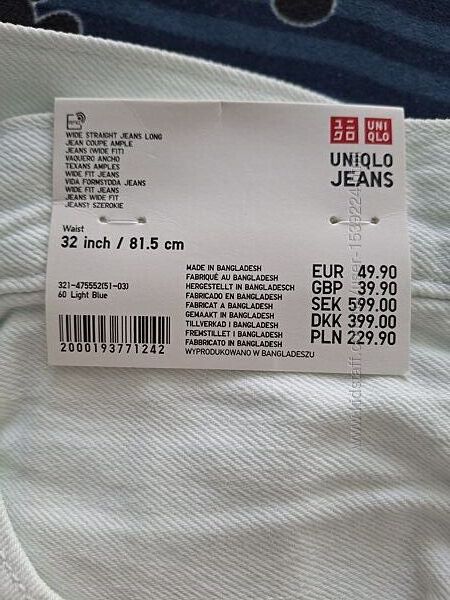 WIDE STRAIGHT JEANS LONG
JEAN COUPE AMPLE
JEANS (WIDE FIT)
VAQUERO ANCHO
TEXANS AMPLES
WIDE FIT JEANS
VIDA FORMSYDDA JEANS
WIDE FIT JEANS
JEANS WIDE FIT
JEANSY SZEROKIE
ユニ
クロ
UNI
QLO
UNIQLO
JEANS
Waist
32 inch / 81.5 cm
321-475552(51-03)
60 Light Blue
2000193771242
MADE IN BANGLADESH
FABRIQUÉ AU BANGLADESH
HERGESTELLT IN BANGLADESCH
FABRICADO EN BANGLADESH
FABRICAT A BANGLADESH
GEMAAKT IN BANGLADESH
TILLVERKAD I BANGLADESH
FREMSTILLET I BANGLADESH
FABBRICATO IN BANGLADESH
WYPRODUKOWANO W BANGLADESZU
EUR 49.90
GBP 39.90
SEK 599.00
DKK 399.00
PLN 229.90